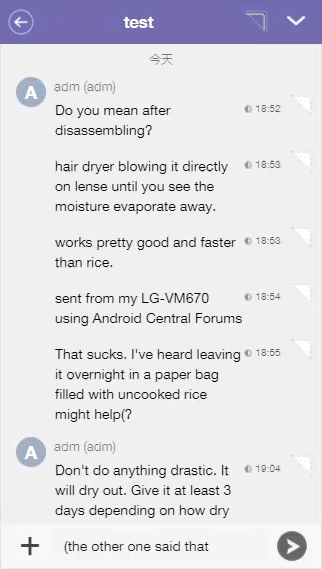 test
今天
A
adm (adm)
Do you mean after
disassembling?
18:52
hair dryer blowing it directly
on lense until you see the
moisture evaporate away.
18:53
works pretty good and faster
than rice.
18:53
sent from my LG-VM670
using Android Central Forums
18:54
That sucks. I've heard leaving
it overnight in a paper bag
filled with uncooked rice
might help(?
18:55
A
adm (adm)
Don't do anything drastic. It
will dry out. Give it at least 3
days depending on how dry
19:04
(the other one said that